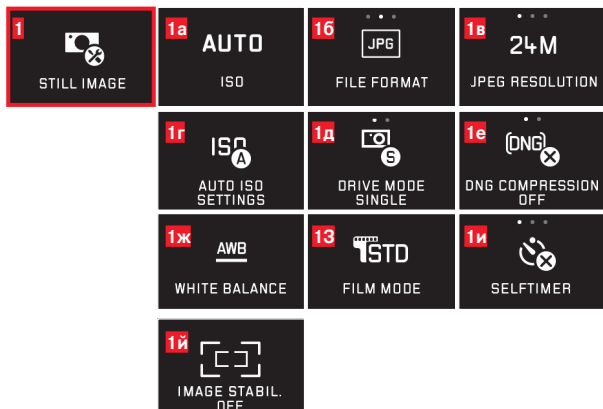 1
STILL IMAGE
1а
AUTO
ISO
1б
JPG
FILE FORMAT
1в
24M
JPEG RESOLUTION
1г
ISO
A
AUTO ISO
SETTINGS
1д
S
DRIVE MODE
SINGLE
1е
(DNG)
DNG COMPRESSION
OFF
1ж
AWB
WHITE BALANCE
1З
STD
FILM MODE
1и
SELFTIMER
1й
IMAGE STABIL.
OFF